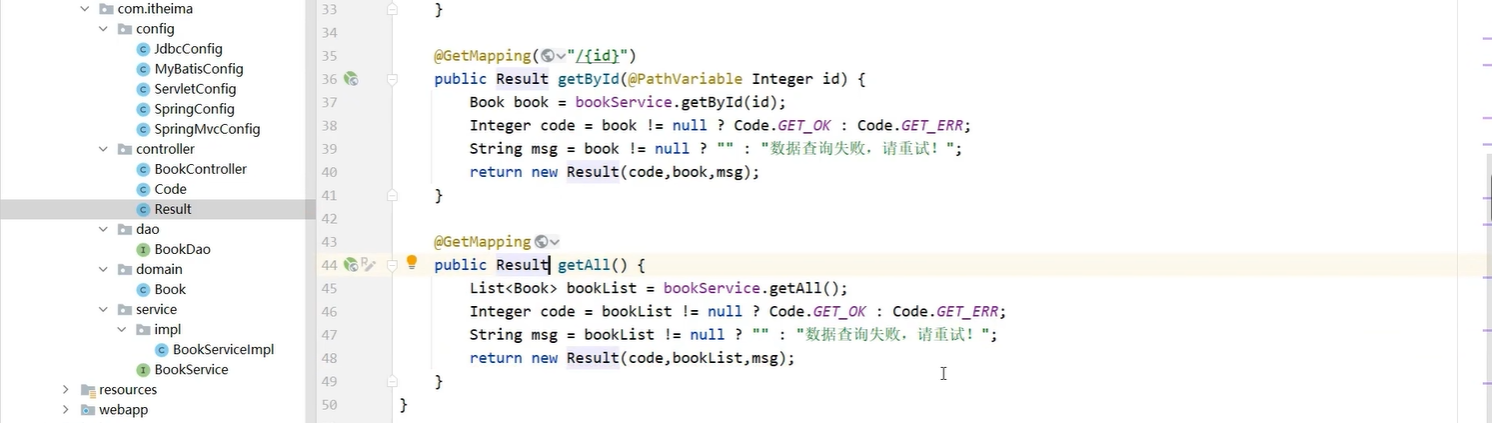 com.itheima
config
JdbcConfig
MyBatisConfig
ServletConfig
SpringConfig
SpringMvcConfig
controller
BookController
Code
Result
dao
BookDao
domain
Book
service
impl
BookServiceImpl
BookService
resources
webapp
33 }
34
35 @GetMapping("/{id}")
36 public Result getById(@PathVariable Integer id) {
37 Book book = bookService.getById(id);
38 Integer code = book != null ? Code.GET_OK : Code.GET_ERR;
39 String msg = book != null ? "" : "数据查询失败，请重试！";
40 return new Result(code,book,msg);
41 }
42
43 @GetMapping
44 public Result getAll() {
45 List<Book> bookList = bookService.getAll();
46 Integer code = bookList != null ? Code.GET_OK : Code.GET_ERR;
47 String msg = bookList != null ? "" : "数据查询失败，请重试！";
48 return new Result(code,bookList,msg);
49 }
50 }